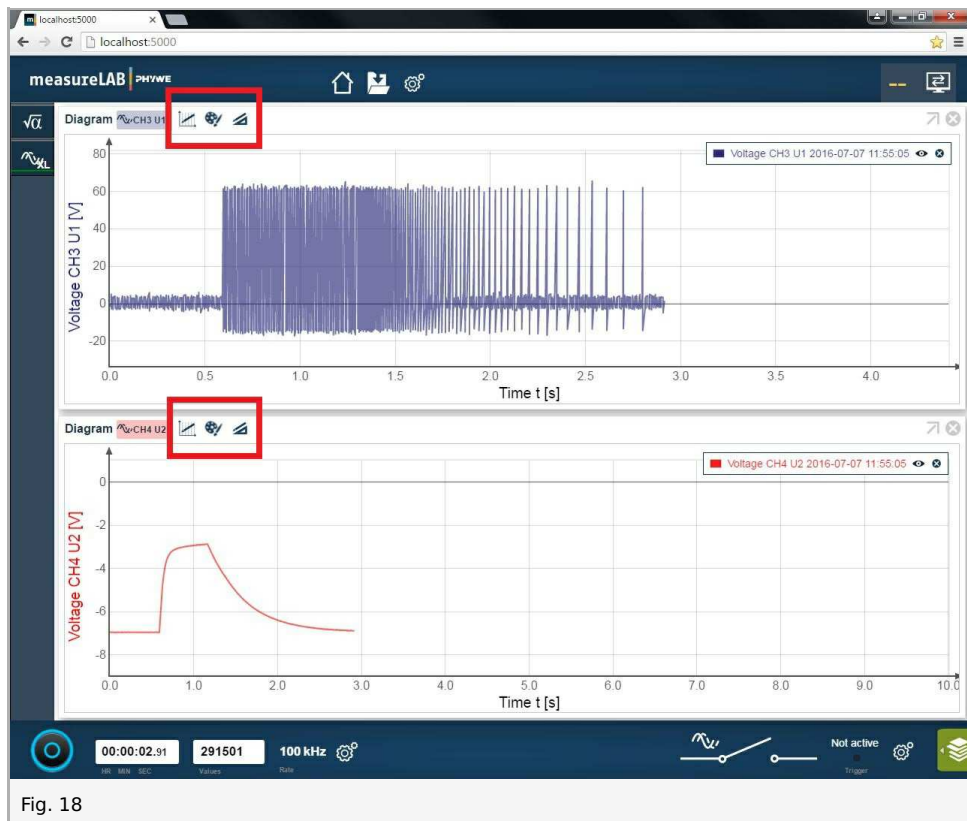 localhost:5000
localhost:5000
measureLAB PHYWE
--
√α
XL
Diagram CH3 U1
Voltage CH3 U1 2016-07-07 11:55:05
Voltage CH3 U1 [V]
80
60
40
20
0
-20
0.0 0.5 1.0 1.5 2.0 2.5 3.0 3.5 4.0
Time t [s]
Diagram CH4 U2
Voltage CH4 U2 2016-07-07 11:55:05
Voltage CH4 U2 [V]
0
-2
-4
-6
-8
0.0 1.0 2.0 3.0 4.0 5.0 6.0 7.0 8.0 9.0 10.0
Time t [s]
00:00:02.91 291501 100 kHz Not active
HR MIN SEC Values Rate Trigger
Fig. 18